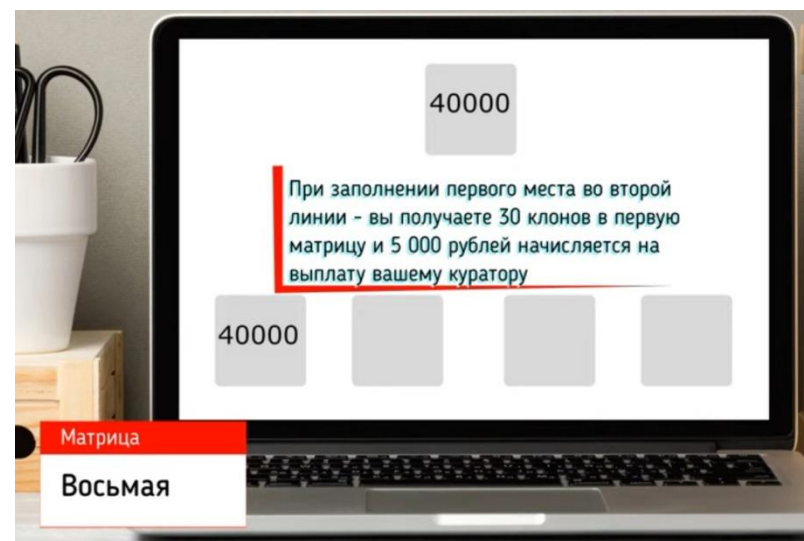 40000
При заполнении первого места во второй
линии - вы получаете 30 клонов в первую
матрицу и 5 000 рублей начисляется на
выплату вашему куратору
40000
Матрица
Восьмая